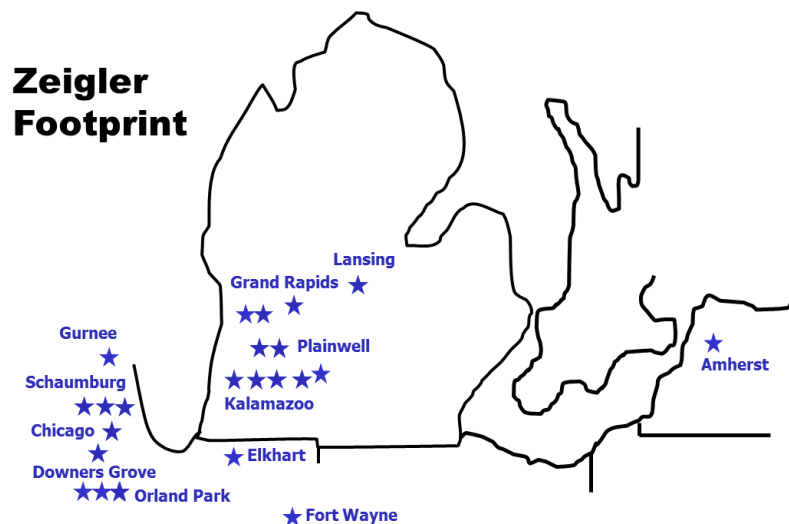 Zeigler
Footprint
Lansing
Grand Rapids
Gurnee
Plainwell
Amherst
Schaumburg
Kalamazoo
Chicago
Elkhart
Downers Grove
Orland Park
Fort Wayne